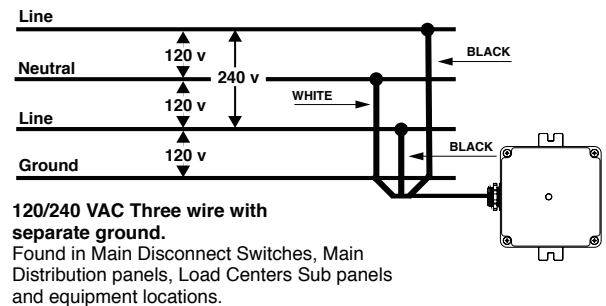 Line
120 v
BLACK
Neutral
240 v
120 v
WHITE
Line
120 v
BLACK
Ground
120/240 VAC Three wire with
separate ground.
Found in Main Disconnect Switches, Main
Distribution panels, Load Centers Sub panels
and equipment locations.